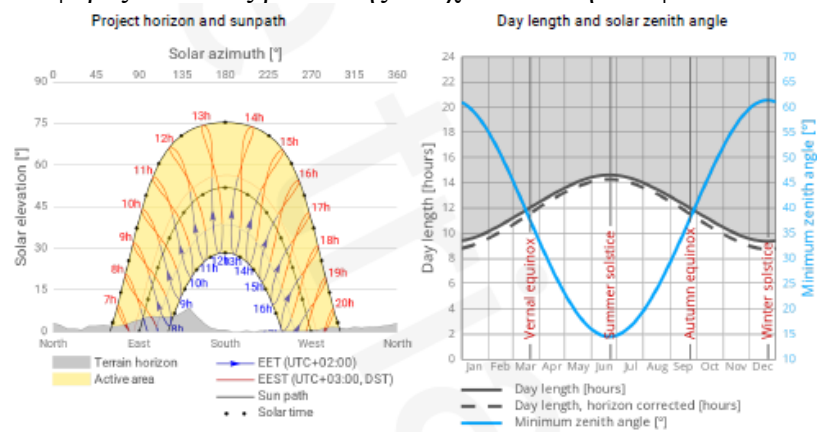 Project horizon and sunpath
Solar azimuth [°]
0 45 90 135 180 225 270 315 360
90
75
60
45
30
15
0
Solar elevation [°]
13h 14h
12h 15h
11h 16h
10h 17h
9h 18h
8h 19h
7h 20h
12h 13h
11h 14h
10h 15h
9h 16h
8h
North East South West North
Terrain horizon
Active area
EET (UTC+02:00)
EEST (UTC+03:00, DST)
Sun path
Solar time
Day length and solar zenith angle
24
22
20
18
16
14
12
10
8
6
4
2
0
Day length [hours]
70
65
60
55
50
45
40
35
30
25
20
15
10
Minimum zenith angle [°]
Vernal equinox
Summer solstice
Autumn equinox
Winter solstice
Jan Feb Mar Apr May Jun Jul Aug Sep Oct Nov Dec
Day length [hours]
Day length, horizon corrected [hours]
Minimum zenith angle [°]